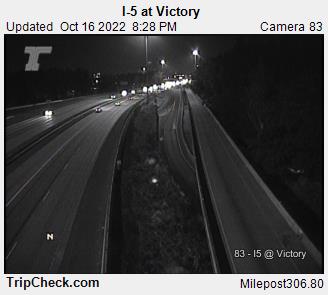 I-5 at Victory
Updated Oct 16 2022 8:28 PM Camera 83
T
N
83 - I5 @ Victory
TripCheck.com Milepost306.80